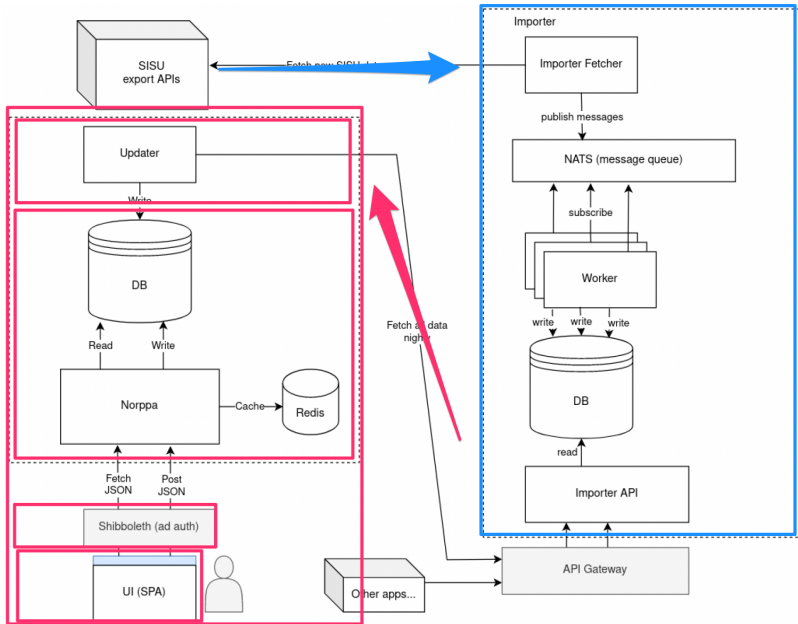 Importer
SISU
export APIs
Importer Fetcher
publish messages
Updater
NATS (message queue)
Write
subscribe
DB
Worker
Fetch all data
write
write
write
Read
Write
Norppa
Cache
Redis
DB
read
Fetch
JSON
Post
JSON
Importer API
Shibboleth (ad auth)
UI (SPA)
Other apps...
API Gateway